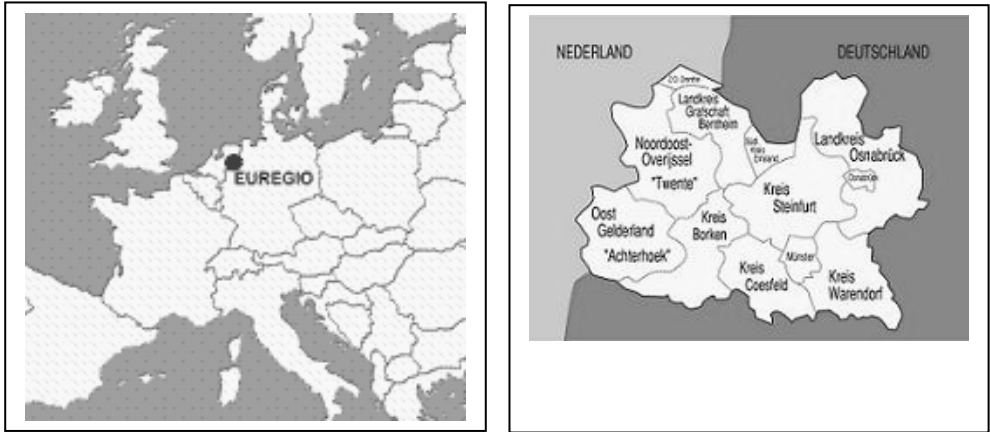 EUREGIO
NEDERLAND
DEUTSCHLAND
Landkreis
Grafschaft
Bentheim
Noordoost-
Overijssel
"Twente"
Landkreis
Osnabrück
Osnabrück
Kreis
Steinfurt
Oost
Gelderland
"Achterhoek"
Kreis
Borken
Münster
Kreis
Coesfeld
Kreis
Warendorf